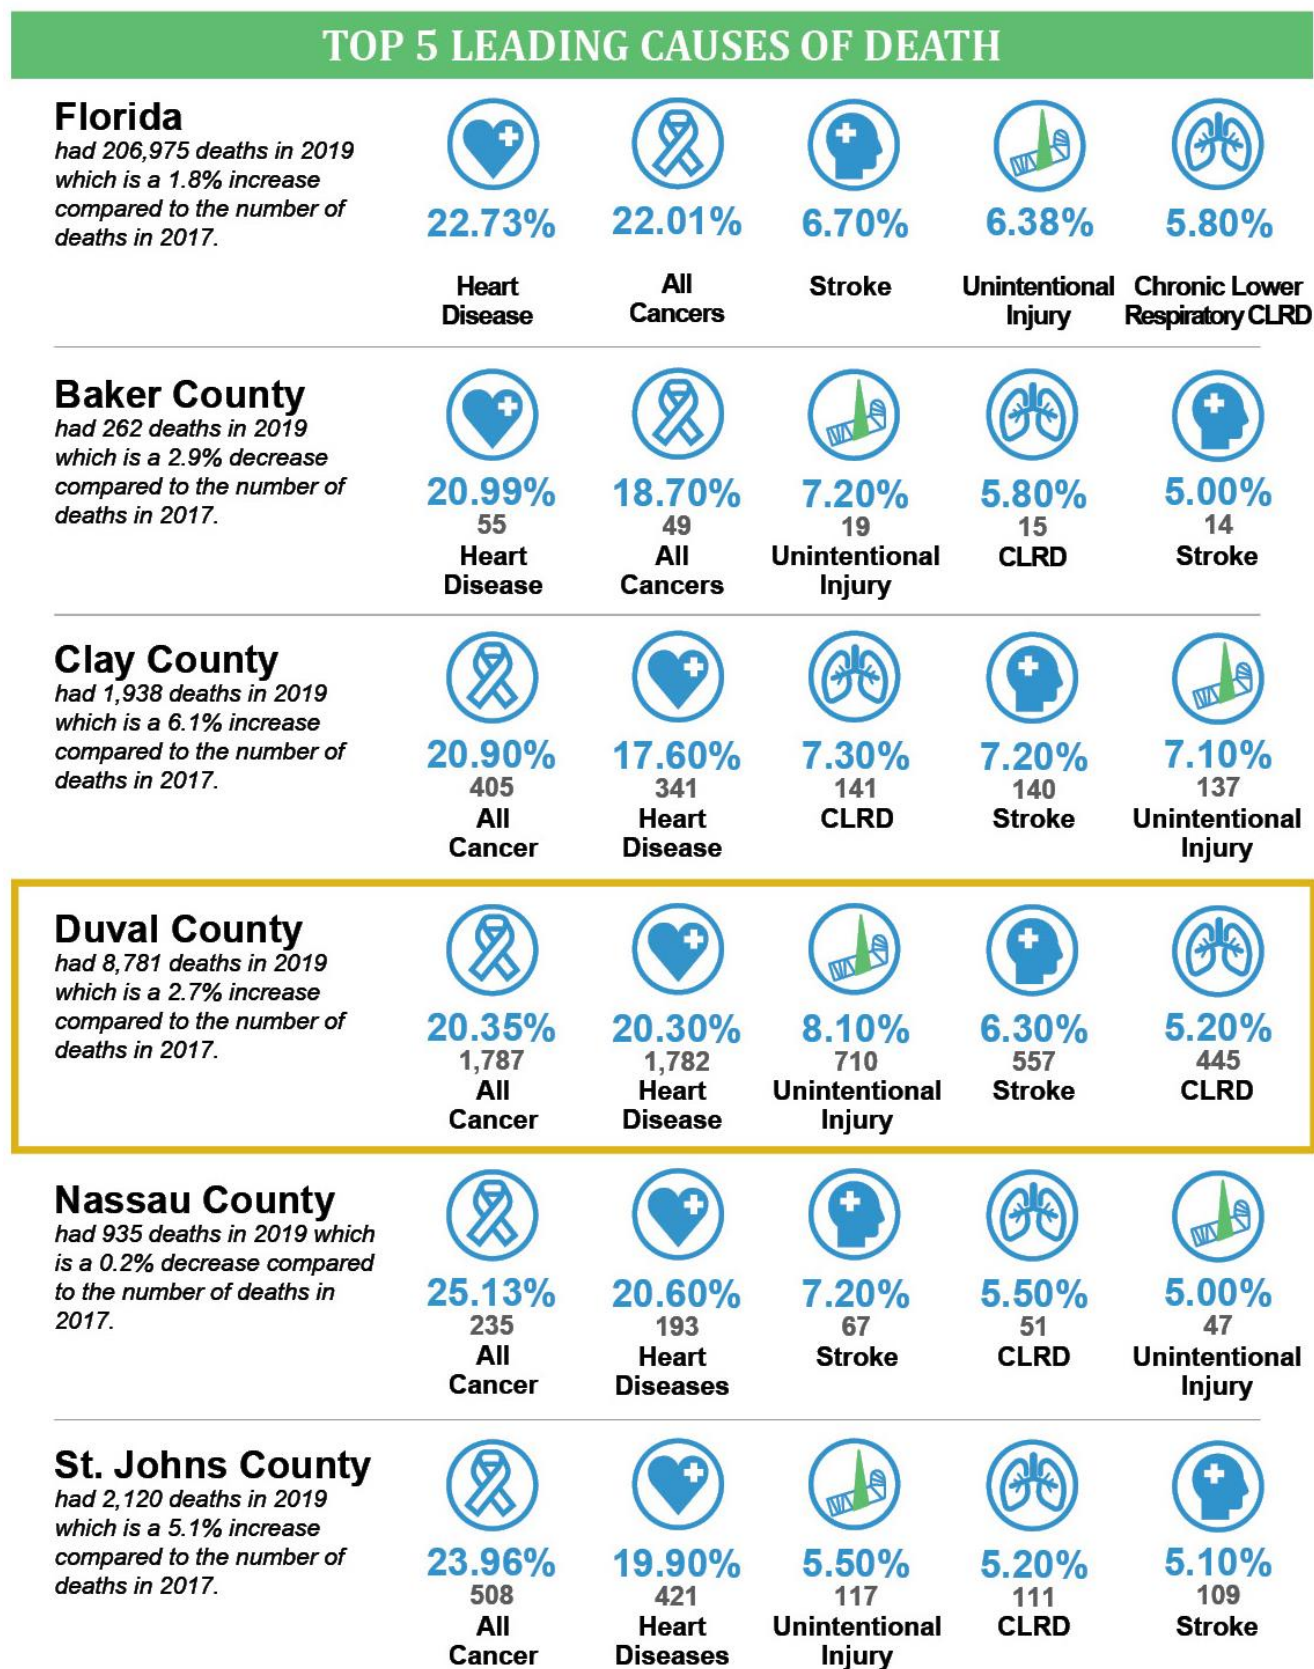 TOP 5 LEADING CAUSES OF DEATH
Florida
had 206,975 deaths in 2019
which is a 1.8% increase
compared to the number of
deaths in 2017.
22.73% 22.01% 6.70% 6.38% 5.80%
Heart All Stroke Unintentional Chronic Lower
Disease Cancers Injury Respiratory CLRD
Baker County
had 262 deaths in 2019
which is a 2.9% decrease
compared to the number of
deaths in 2017.
20.99% 18.70% 7.20% 5.80% 5.00%
55 49 19 15 14
Heart All Unintentional CLRD Stroke
Disease Cancers Injury
Clay County
had 1,938 deaths in 2019
which is a 6.1% increase
compared to the number of
deaths in 2017.
20.90% 17.60% 7.30% 7.20% 7.10%
405 341 141 140 137
All Heart CLRD Stroke Unintentional
Cancer Disease Injury
Duval County
had 8,781 deaths in 2019
which is a 2.7% increase
compared to the number of
deaths in 2017.
20.35% 20.30% 8.10% 6.30% 5.20%
1,787 1,782 710 557 445
All Heart Unintentional Stroke CLRD
Cancer Disease Injury
Nassau County
had 935 deaths in 2019 which
is a 0.2% decrease compared
to the number of deaths in
2017.
25.13% 20.60% 7.20% 5.50% 5.00%
235 193 67 51 47
All Heart Stroke CLRD Unintentional
Cancer Diseases Injury
St. Johns County
had 2,120 deaths in 2019
which is a 5.1% increase
compared to the number of
deaths in 2017.
23.96% 19.90% 5.50% 5.20% 5.10%
508 421 117 111 109
All Heart Unintentional CLRD Stroke
Cancer Diseases Injury